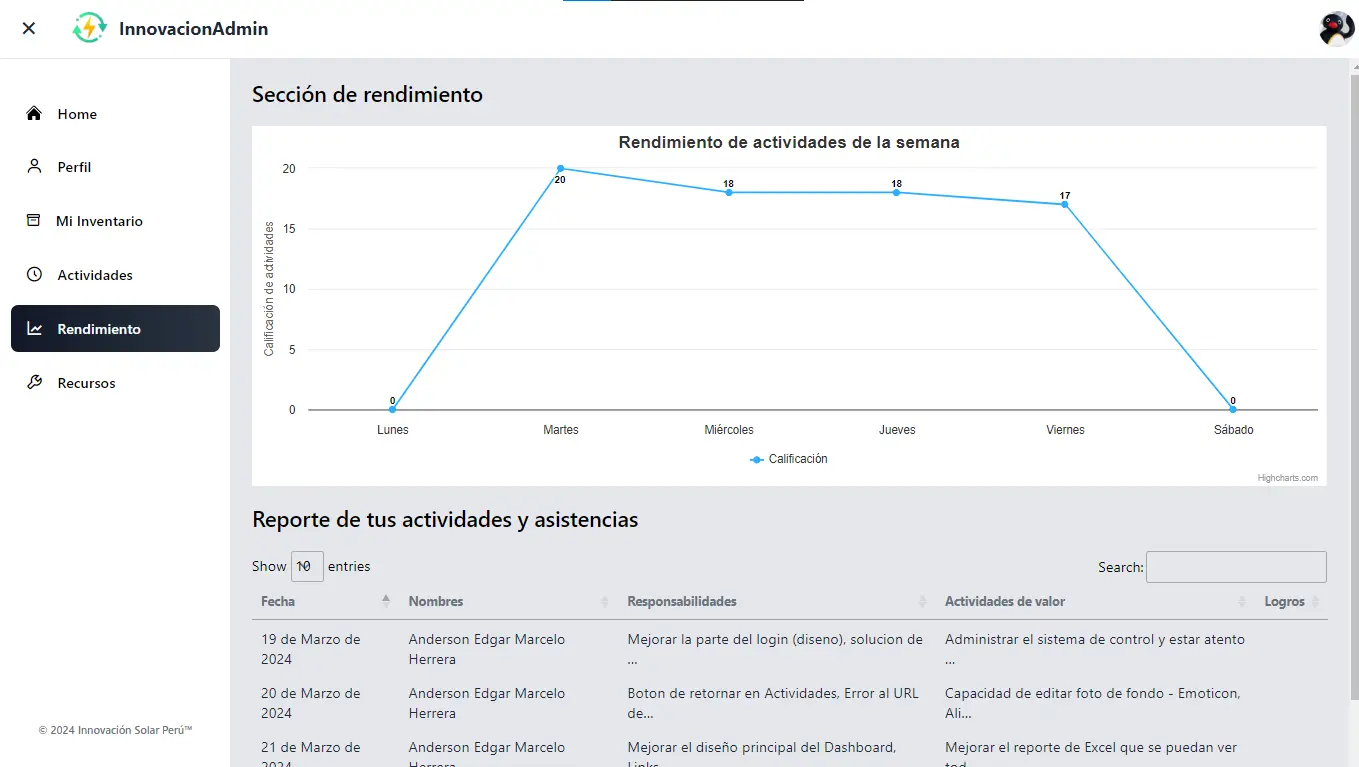 InnovacionAdmin
Home
Perfil
Mi Inventario
Actividades
Rendimiento
Recursos
© 2024 Innovación Solar Perú™
Sección de rendimiento
Rendimiento de actividades de la semana
Calificación de actividades
20
15
10
5
0
0
20
18
18
17
0
Lunes Martes Miércoles Jueves Viernes Sábado
Calificación
Highcharts.com
Reporte de tus actividades y asistencias
Show 10 entries Search:
Fecha Nombres Responsabilidades Actividades de valor Logros
19 de Marzo de Anderson Edgar Marcelo Mejorar la parte del login (diseno), solucion de Administrar el sistema de control y estar atento
2024 Herrera ... ...
20 de Marzo de Anderson Edgar Marcelo Boton de retornar en Actividades, Error al URL Capacidad de editar foto de fondo - Emoticon,
2024 Herrera de... Ali...
21 de Marzo de Anderson Edgar Marcelo Mejorar el diseño principal del Dashboard, Mejorar el reporte de Excel que se puedan ver
2024 Herrera Links... tod...